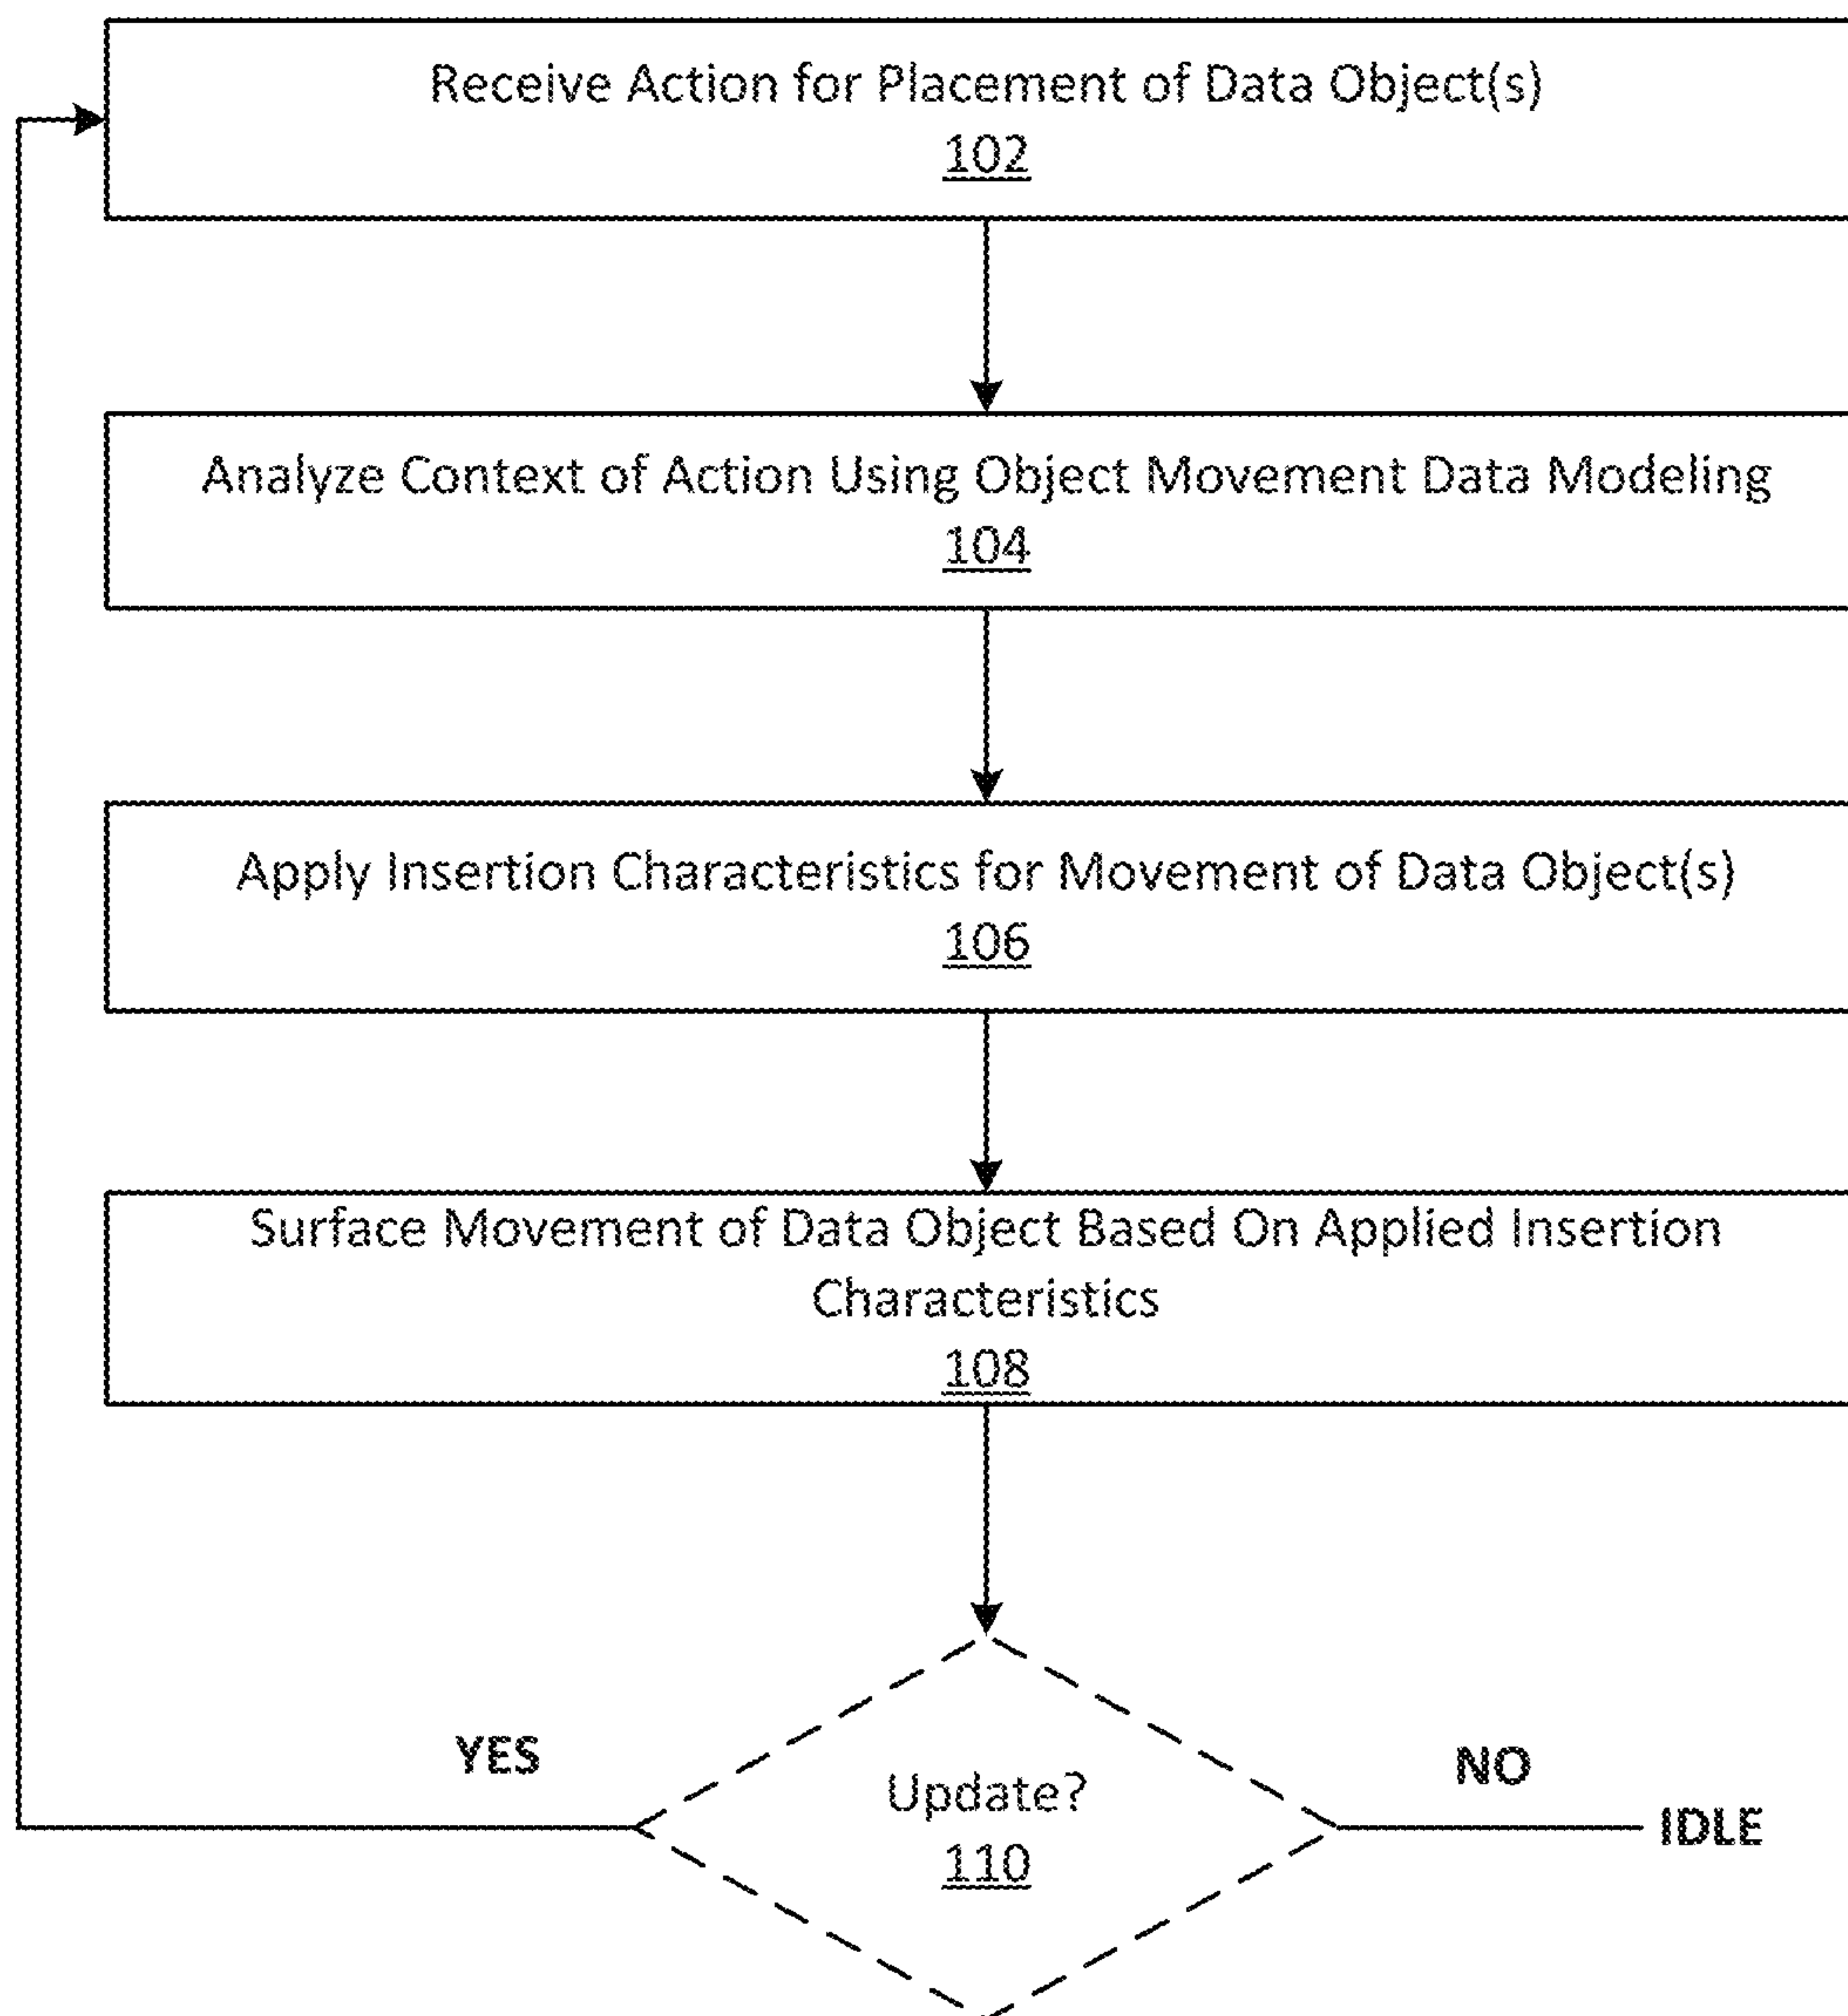 Receive Action for Placement of Data Object(s)
102
Analyze Context of Action Using Object Movement Data Modeling
104
Apply Insertion Characteristics for Movement of Data Object(s)
106
Surface Movement of Data Object Based On Applied Insertion
Characteristics
108
YES
Update?
110
NO
IDLE